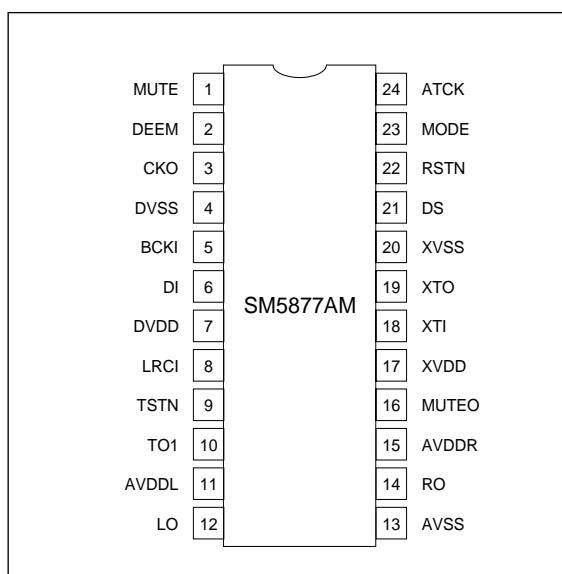 MUTE 1 24 ATCK
DEEM 2 23 MODE
CKO 3 22 RSTN
DVSS 4 21 DS
BCKI 5 20 XVSS
DI 6 19 XTO
SM5877AM
DVDD 7 18 XTI
LRCI 8 17 XVDD
TSTN 9 16 MUTEO
TO1 10 15 AVDDR
AVDDL 11 14 RO
LO 12 13 AVSS